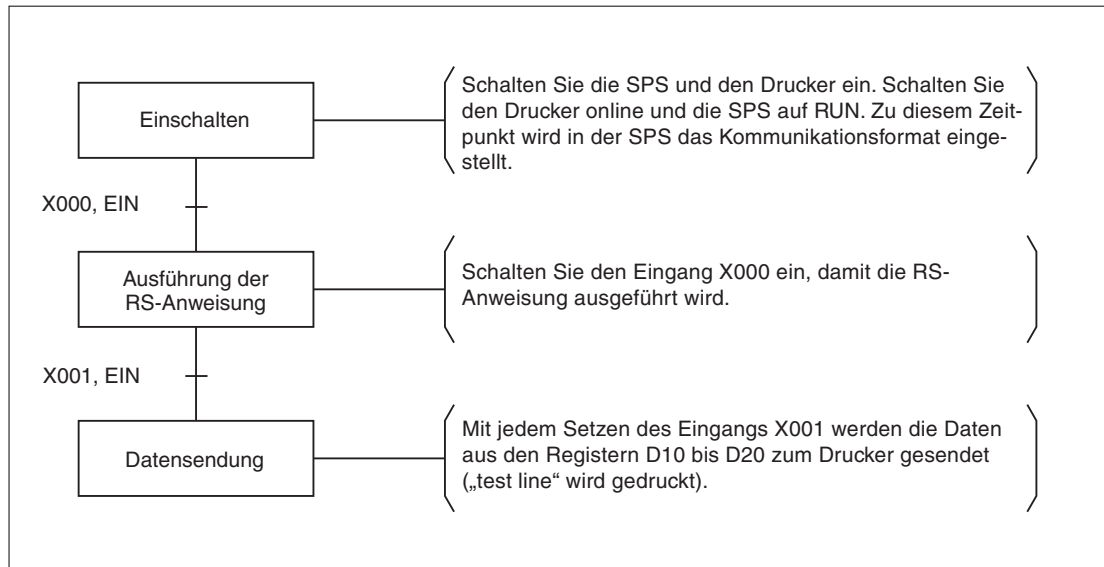 Einschalten
Schalten Sie die SPS und den Drucker ein. Schalten Sie
den Drucker online und die SPS auf RUN. Zu diesem Zeit-
punkt wird in der SPS das Kommunikationsformat einge-
stellt.
X000, EIN
Ausführung der
RS-Anweisung
Schalten Sie den Eingang X000 ein, damit die RS-
Anweisung ausgeführt wird.
X001, EIN
Datensendung
Mit jedem Setzen des Eingangs X001 werden die Daten
aus den Registern D10 bis D20 zum Drucker gesendet
(„test line“ wird gedruckt).